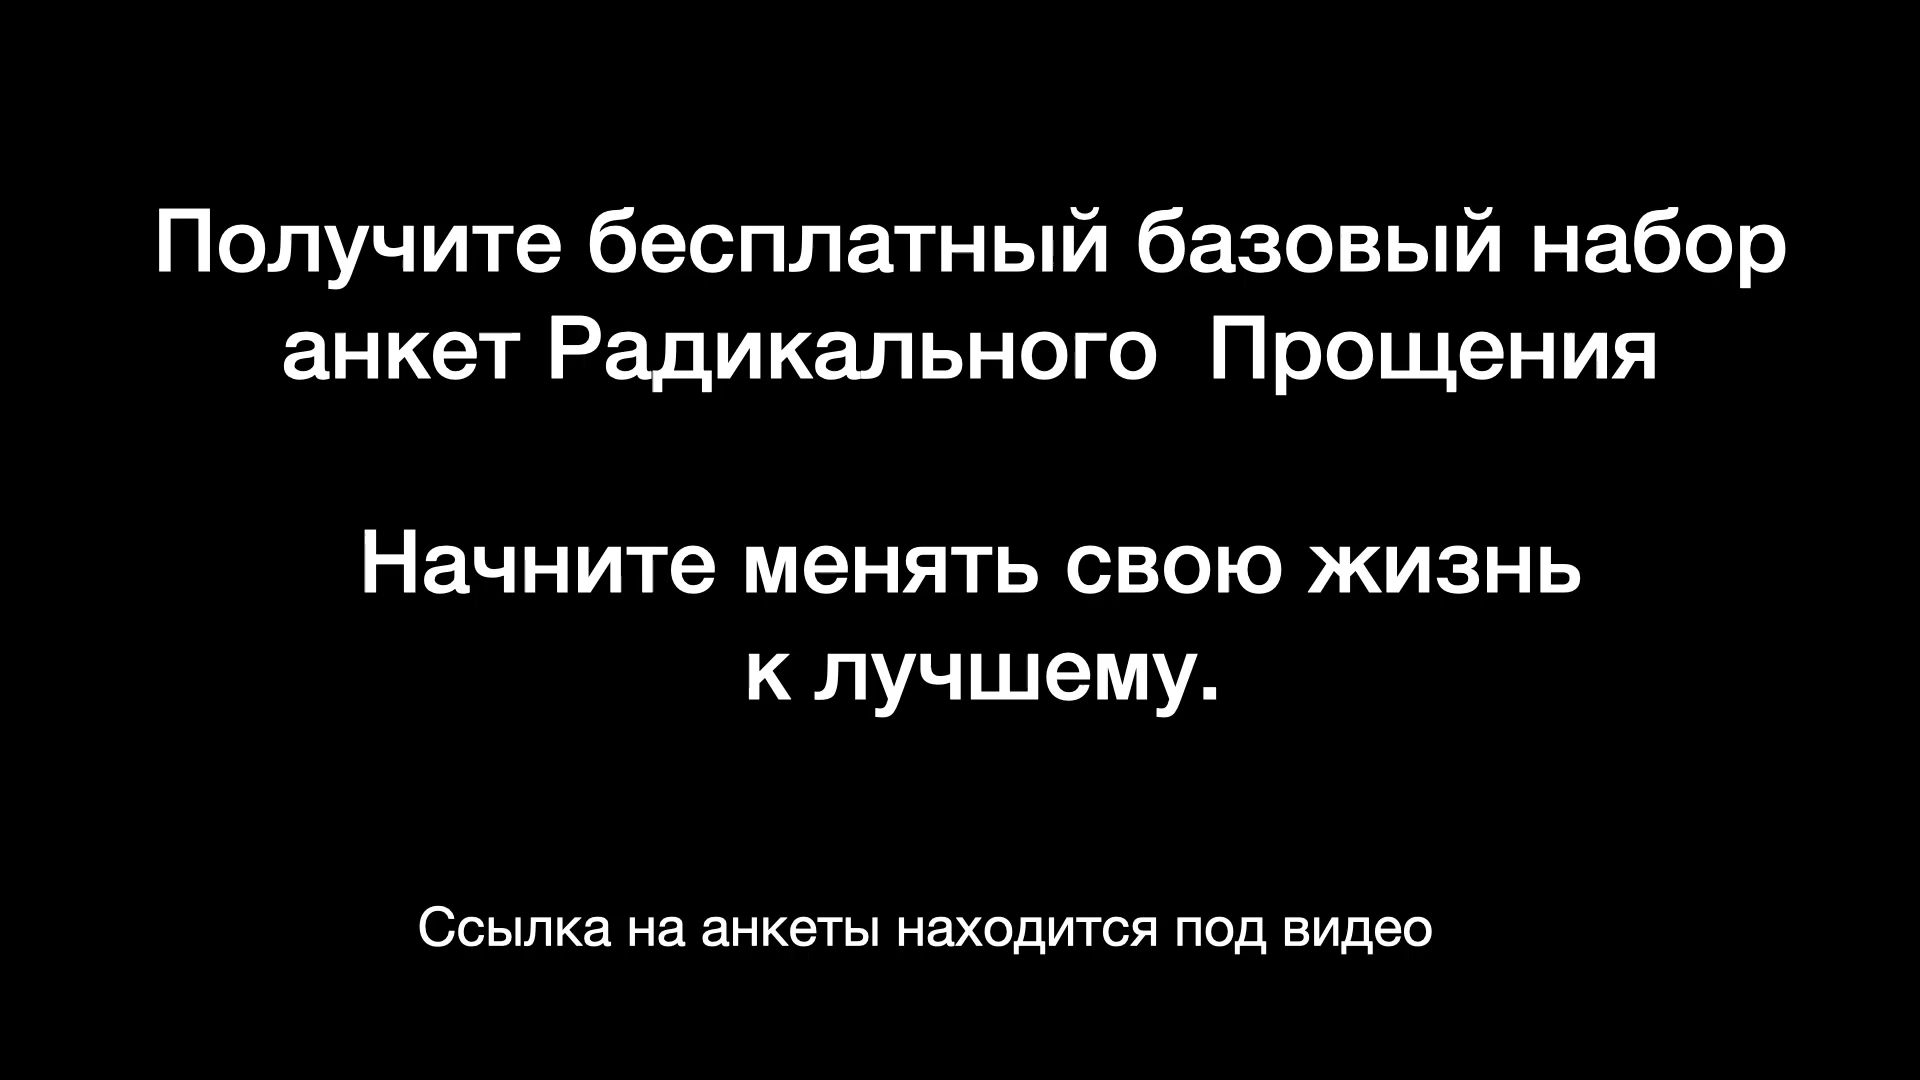 Получите бесплатный базовый набор
анкет Радикального  Прощения
Начните менять свою жизнь
к лучшему.
Ссылка на анкеты находится под видео